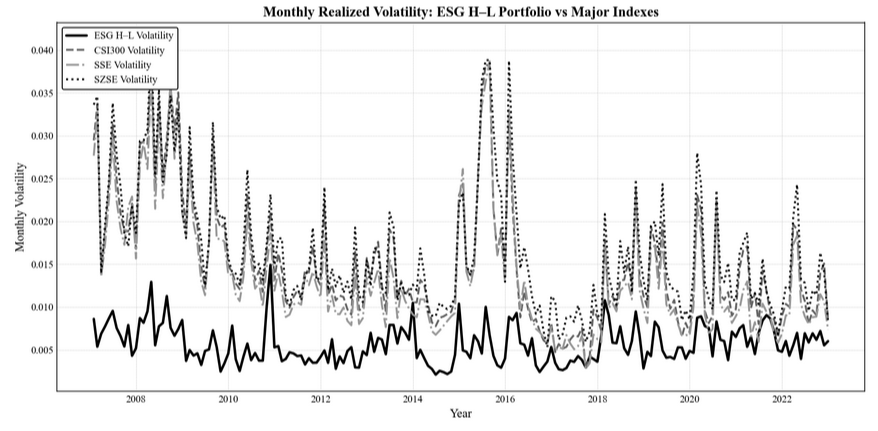 Monthly Realized Volatility: ESG H–L Portfolio vs Major Indexes
ESG H–L Volatility
CSI300 Volatility
SSE Volatility
SZSE Volatility
0.040
0.035
0.030
0.025
0.020
0.015
0.010
0.005
Monthly Volatility
2008 2010 2012 2014 2016 2018 2020 2022
Year